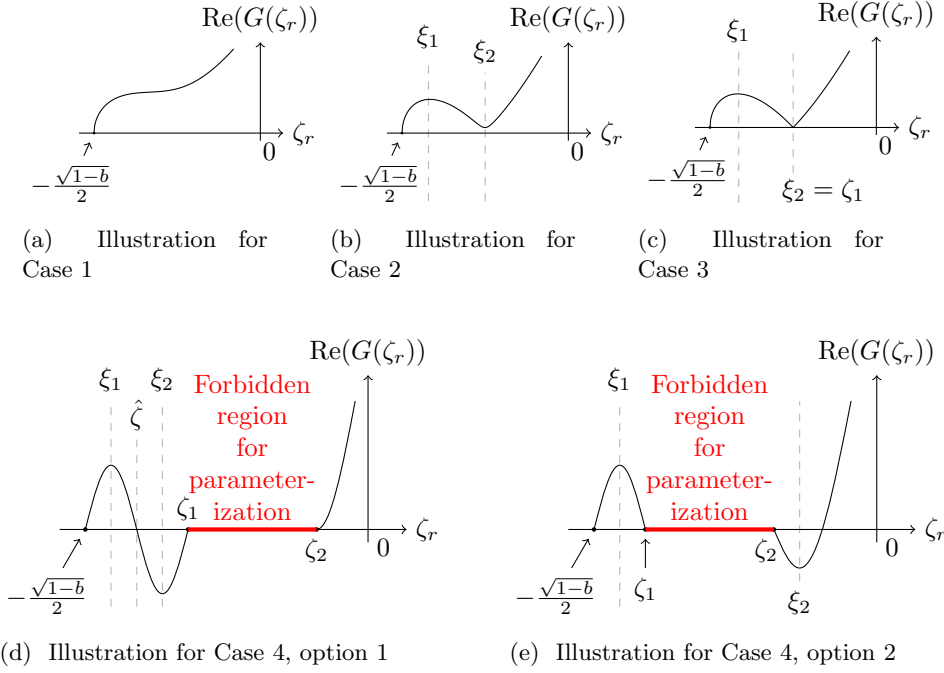 Re(G(ζ_r))
ζ_r
0
−√(1−b)/2
(a) Illustration for
Case 1
Re(G(ζ_r))
ξ_1
ξ_2
ζ_r
0
−√(1−b)/2
(b) Illustration for
Case 2
Re(G(ζ_r))
ξ_1
ζ_r
0
−√(1−b)/2
ξ_2 = ζ_1
(c) Illustration for
Case 3
Re(G(ζ_r))
ξ_1
ξ_2
ζ̂
Forbidden
region
for
parameter-
ization
ζ_1
ζ_r
ζ_2
0
−√(1−b)/2
(d) Illustration for Case 4, option 1
Re(G(ζ_r))
ξ_1
Forbidden
region
for
parameter-
ization
ζ_r
ζ_2
0
−√(1−b)/2
ζ_1
ξ_2
(e) Illustration for Case 4, option 2